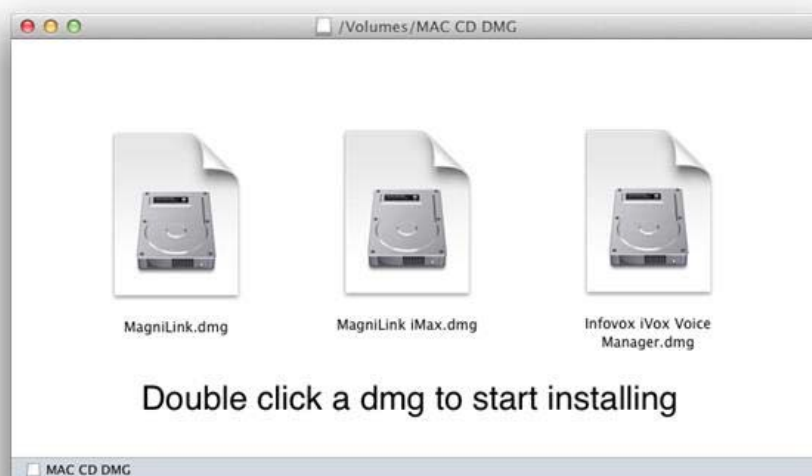 /Volumes/MAC CD DMG
MagniLink.dmg
MagniLink iMax.dmg
Infovox iVox Voice
Manager.dmg
Double click a dmg to start installing
MAC CD DMG